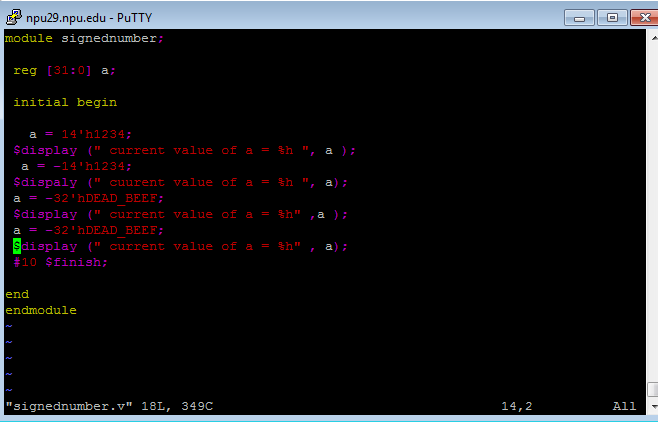 npu29.npu.edu - PuTTY
module signednumber;
reg [31:0] a;
initial begin
a = 14'h1234;
$display (" current value of a = %h ", a );
a = -14'h1234;
$dispaly (" cuurent value of a = %h ", a);
a = -32'hDEAD_BEEF;
$display (" current value of a = %h" ,a );
a = -32'hDEAD_BEEF;
$display (" current value of a = %h" , a);
#10 $finish;
end
endmodule
~
~
~
~
~
"signednumber.v" 18L, 349C 14,2 All